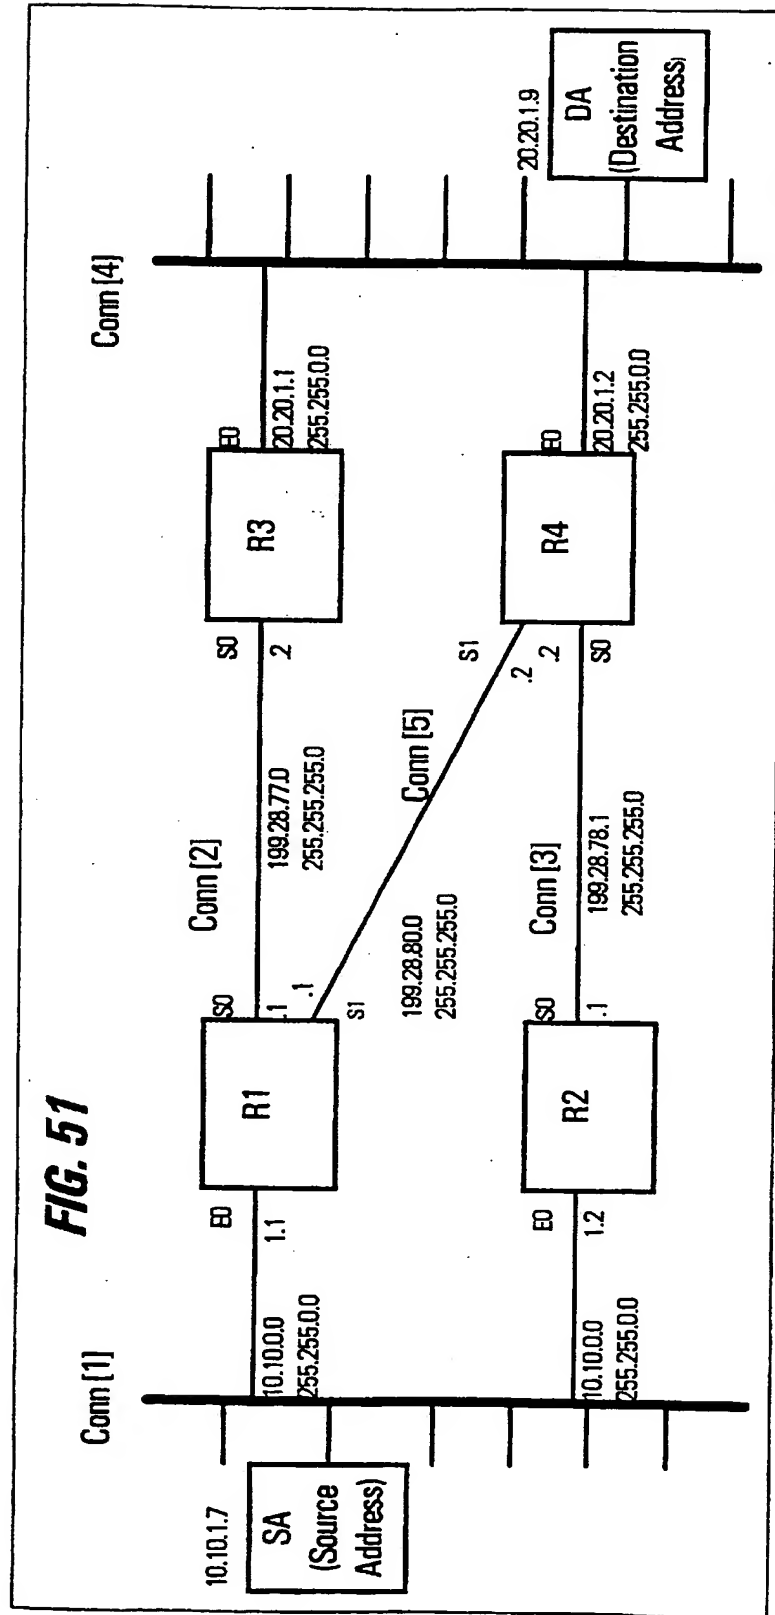 FIG. 51
Conn [1]
10.10.1.7
SA
(Source
Address)
10.10.0.0
255.255.0.0
E0
1.1
R1
S0
.1
.1
S1
Conn [2]
199.28.77.0
255.255.255.0
S0
.2
R3
E0
20.20.1.1
255.255.0.0
Conn [4]
199.28.80.0
255.255.255.0
Conn [5]
10.10.0.0
255.255.0.0
E0
1.2
R2
S0
.1
Conn [3]
199.28.78.1
255.255.255.0
S1
.2
.2
S0
R4
E0
20.20.1.2
255.255.0.0
20.20.1.9
DA
(Destination
Address)